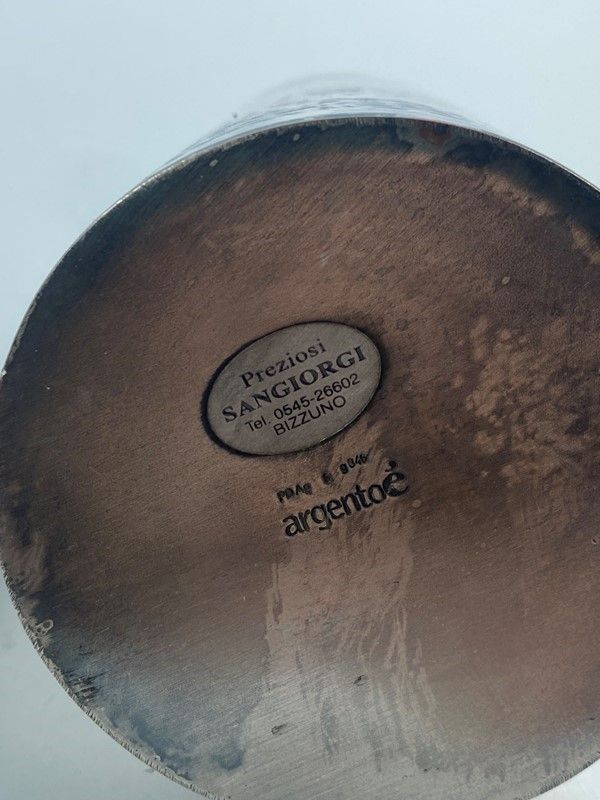 Preziosi
SANGIORGI
Tel. 0545-26602
BIZZUNO
argentoè